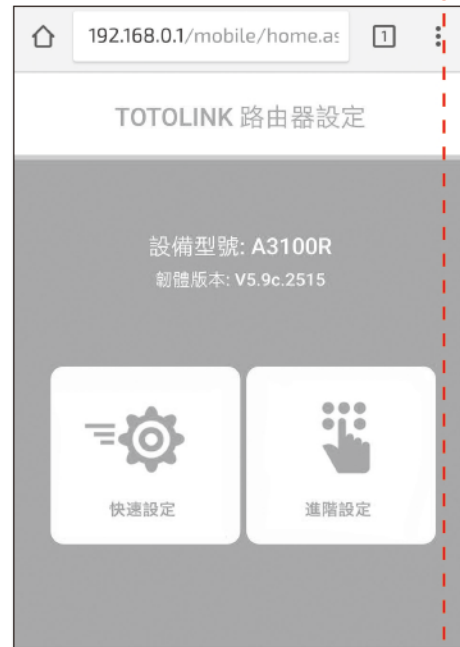 192.168.0.1/mobile/home.as
1
TOTOLINK 路由器設定
設備型號: A3100R
韌體版本: V5.9c.2515
快速設定
進階設定